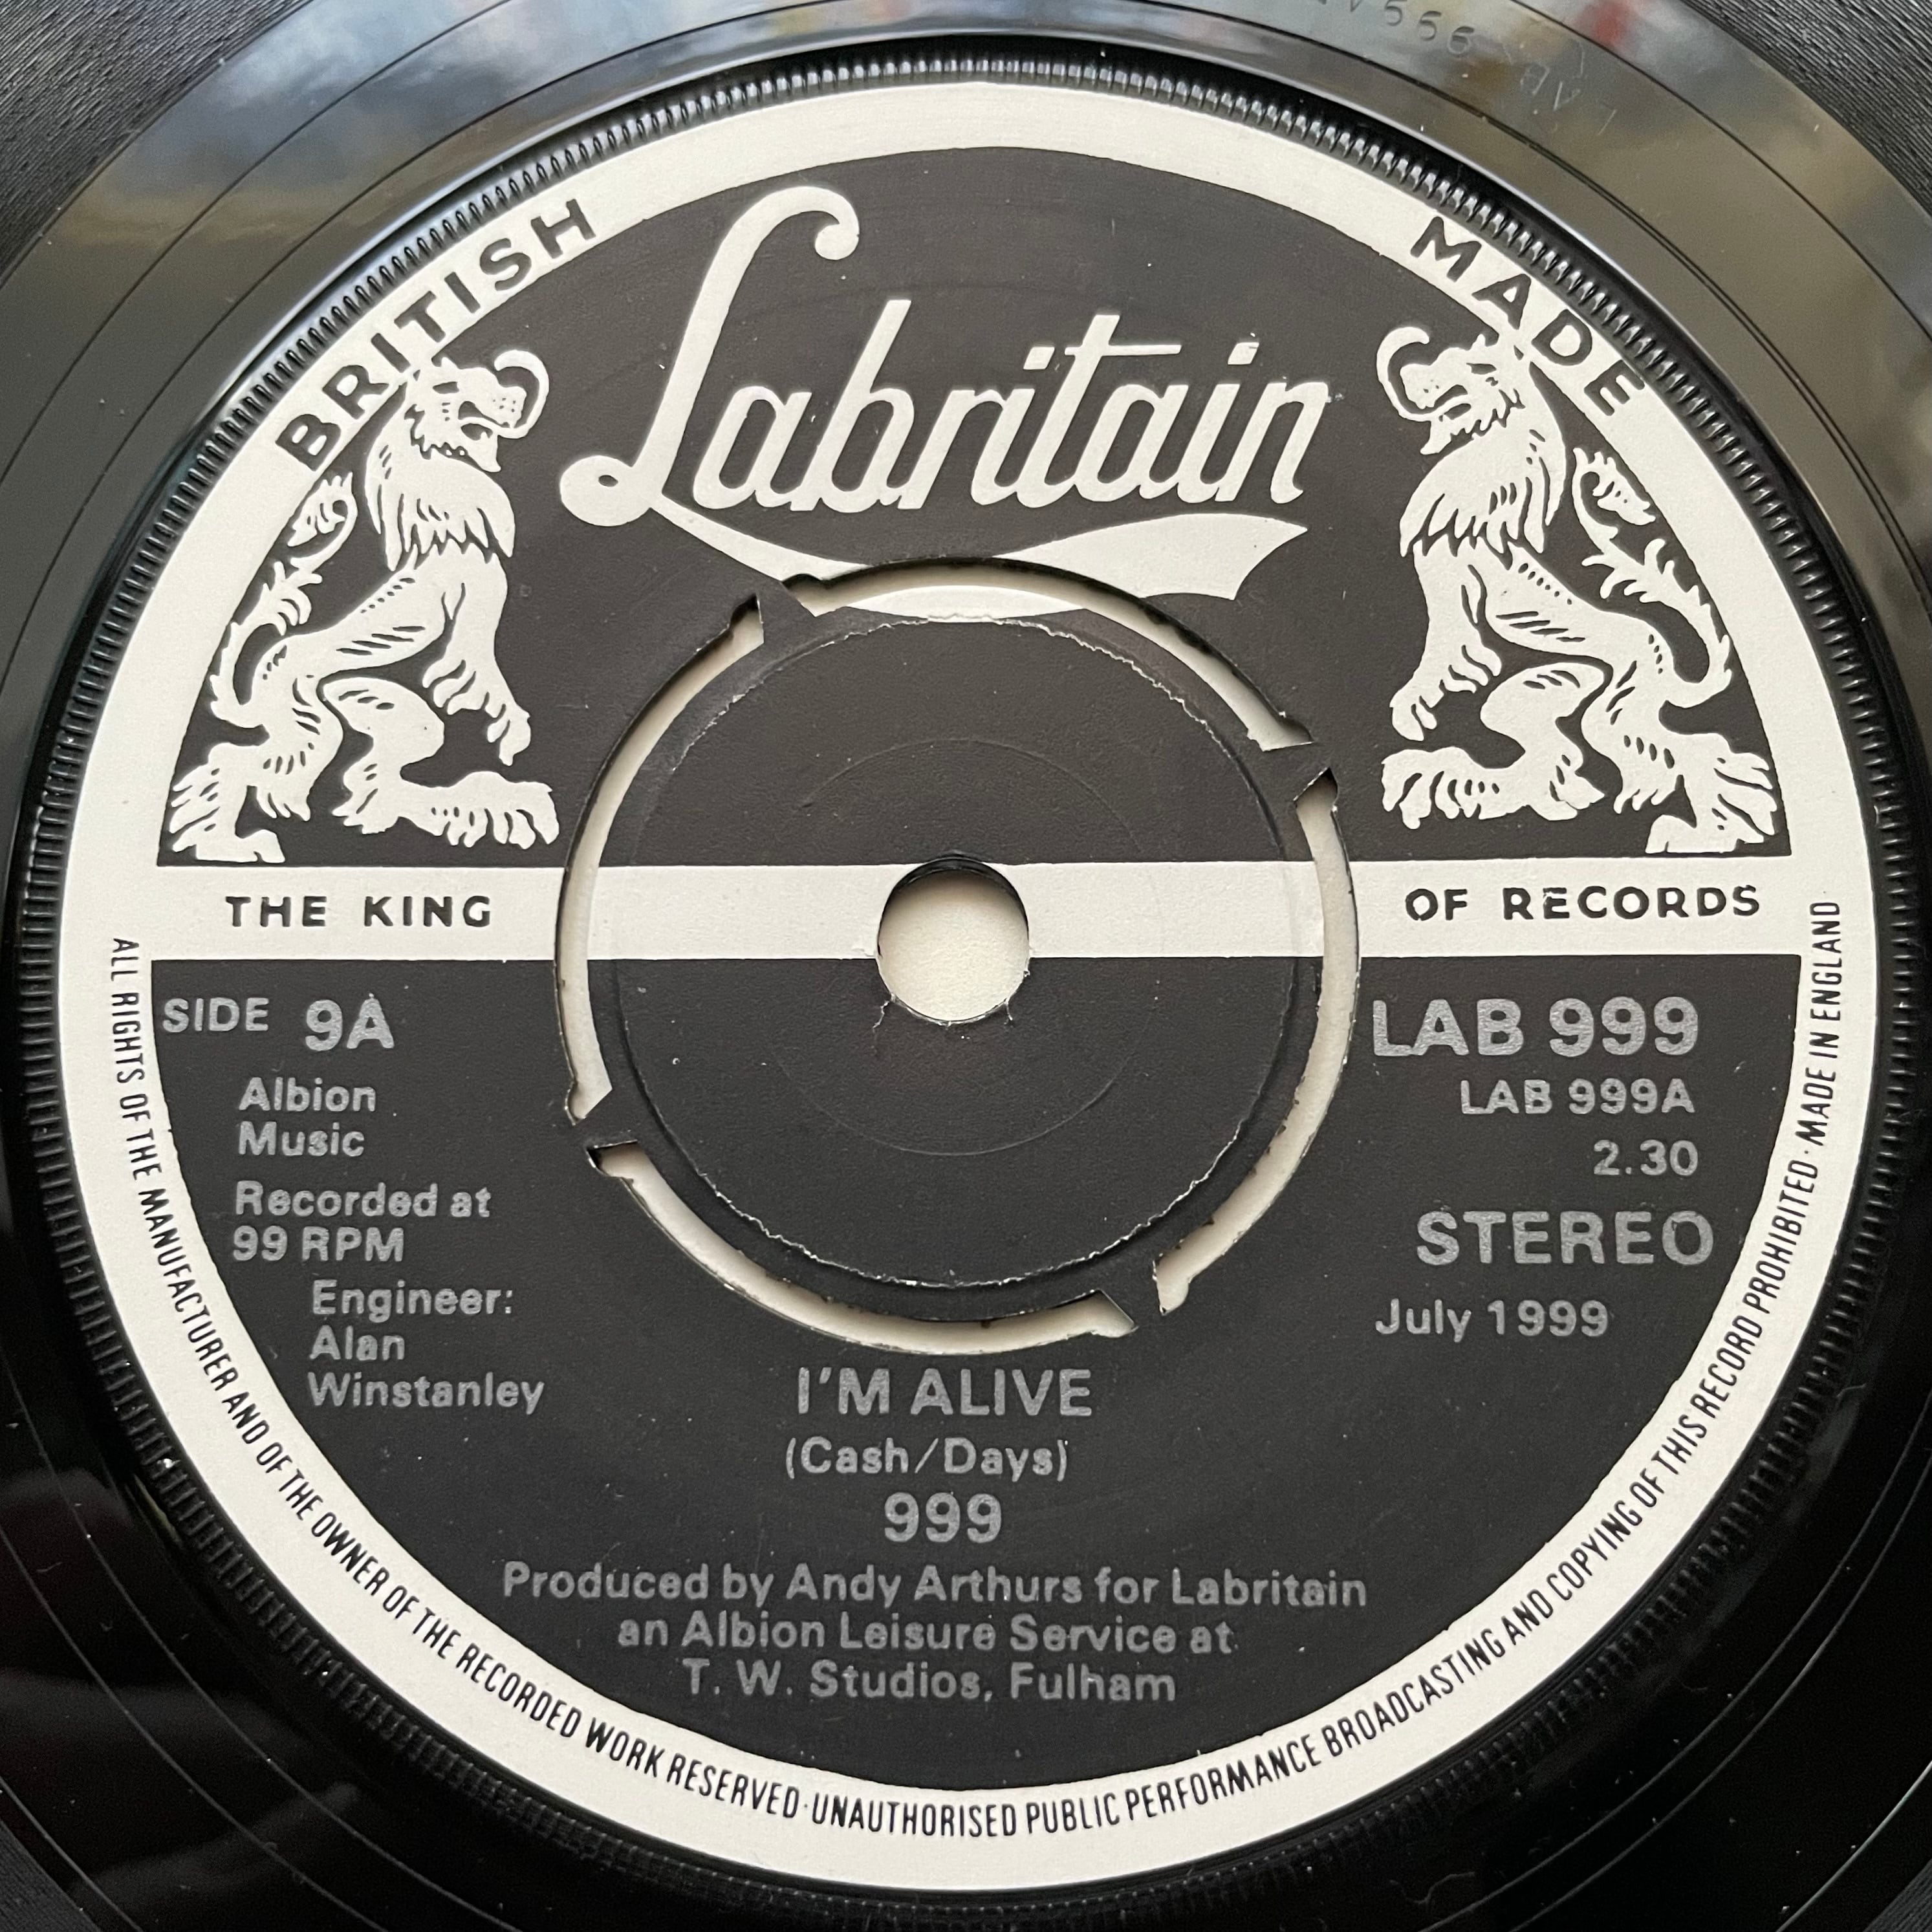 BRITISH MADE
Labritain
THE KING OF RECORDS
SIDE 9A
Albion
Music
Recorded at
99 RPM
Engineer:
Alan
Winstanley
LAB 999
LAB 999A
2.30
STEREO
July 1999
I'M ALIVE
(Cash/Days)
999
Produced by Andy Arthurs for Labritain
an Albion Leisure Service at
T. W. Studios, Fulham
ALL RIGHTS OF THE MANUFACTURER AND OF THE OWNER OF THE RECORDED WORK RESERVED · UNAUTHORISED PUBLIC PERFORMANCE BROADCASTING AND COPYING OF THIS RECORD PROHIBITED · MADE IN ENGLAND